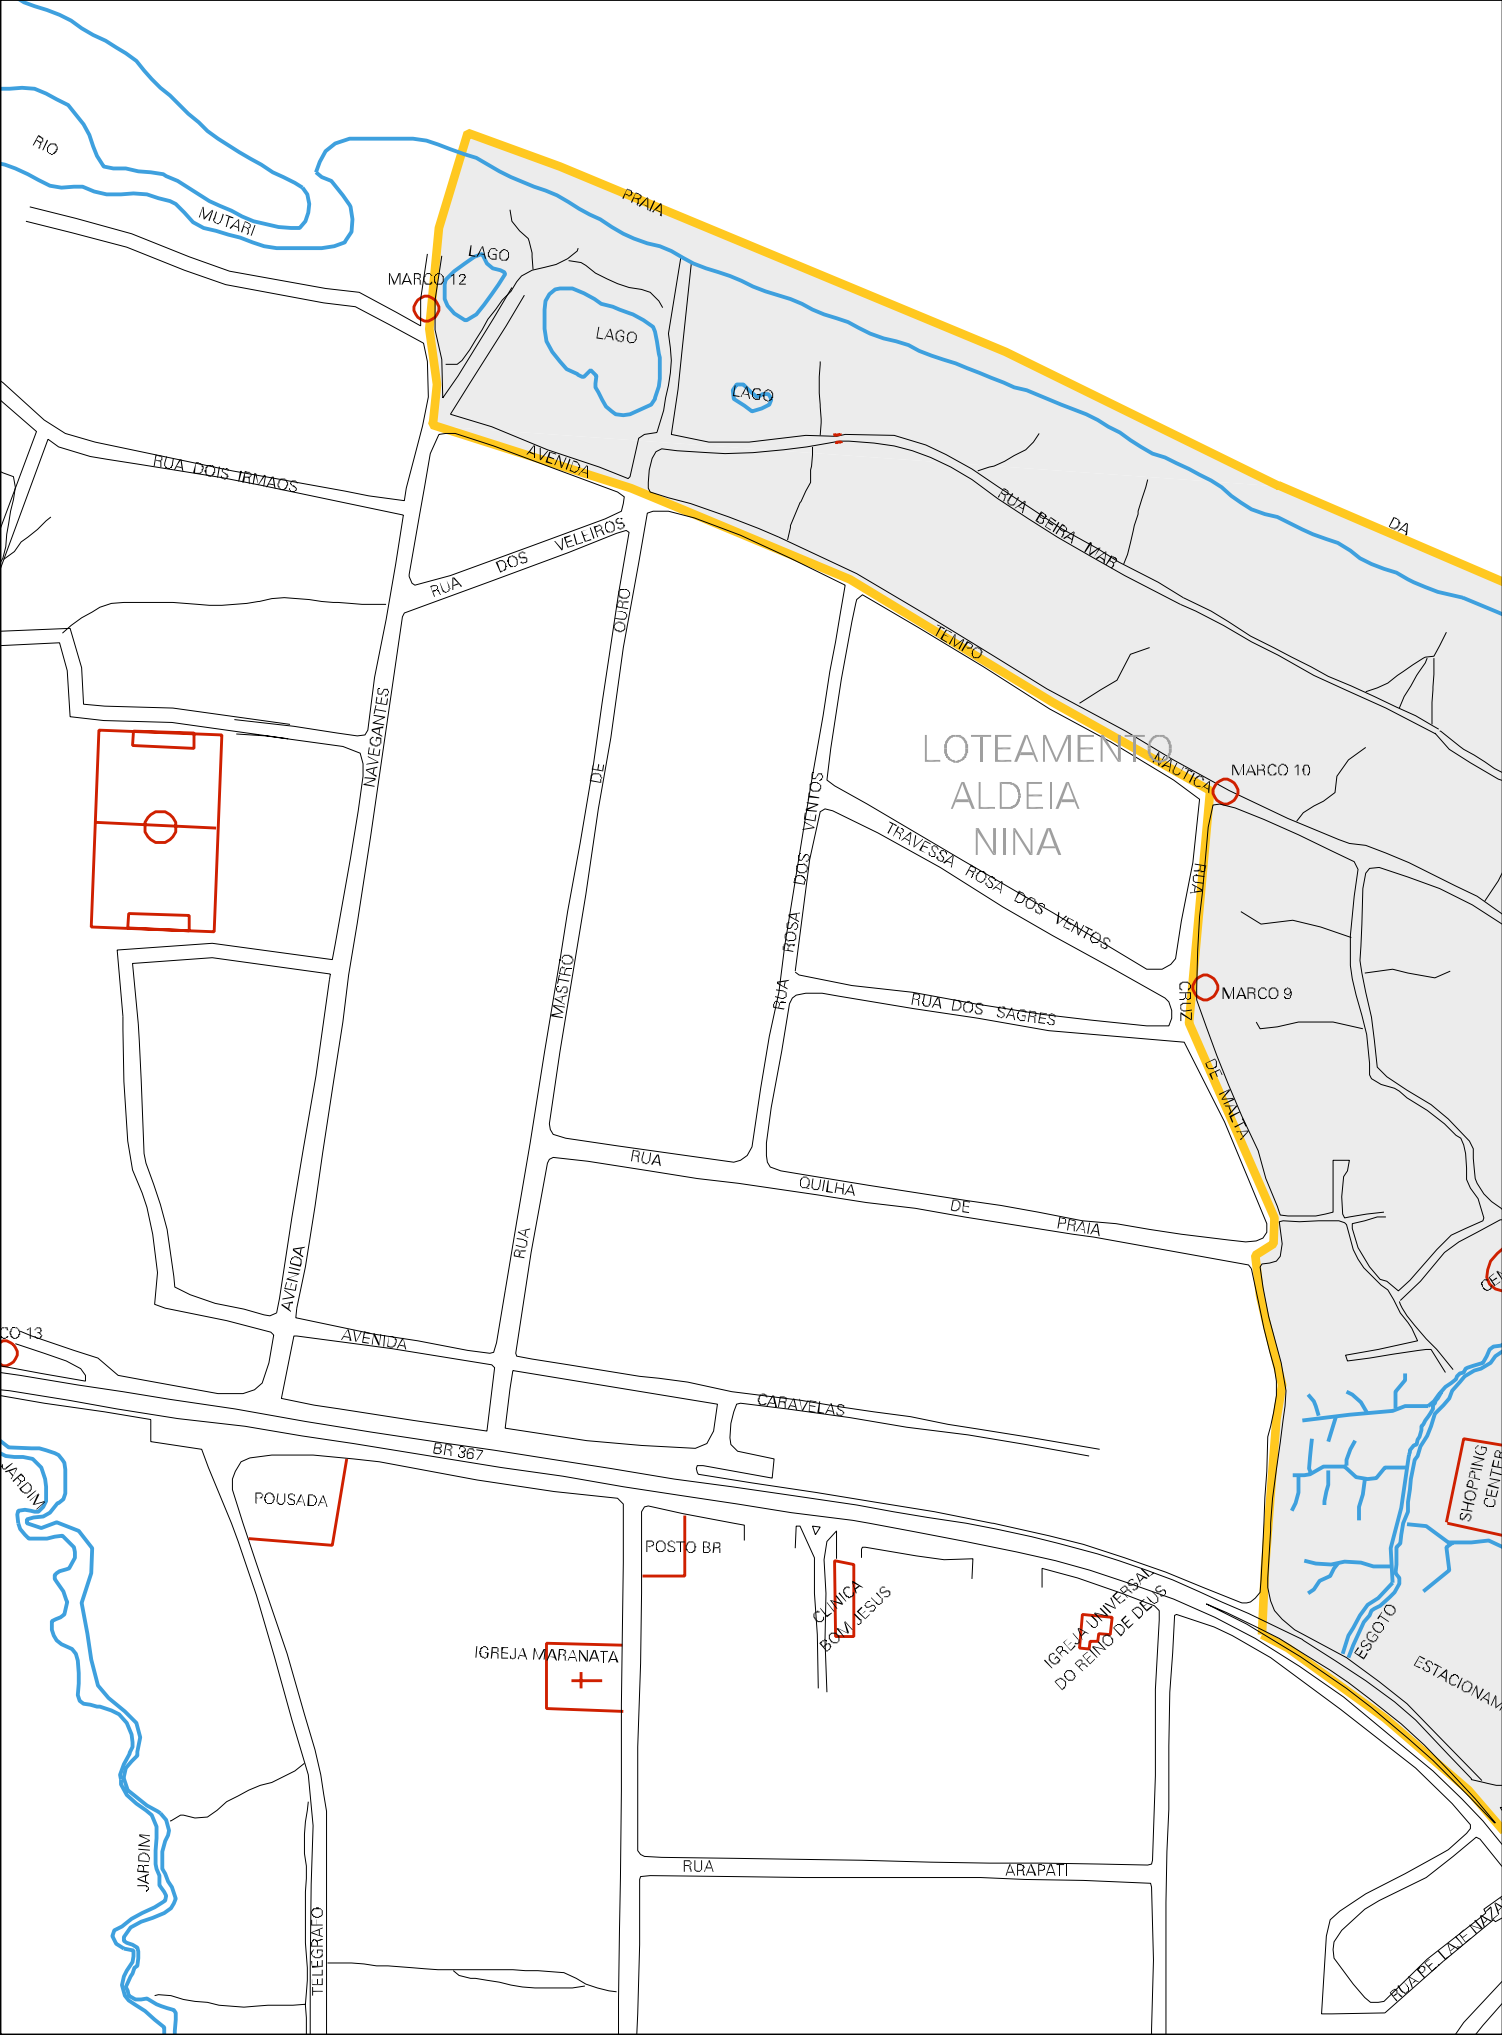 RIO
MUTARI
PRAIA
LAGO
MARCO 12
LAGO
LAGO
AVENIDA
RUA DOIS IRMAOS
RUA BEIRA MAR
DA
RUA DOS VELEIROS
OURO
TEMPO
NAVEGANTES
DE
LOTEAMENTO
ALDEIA
NINA
NAUTICA
MARCO 10
VENTOS
TRAVESSA ROSA DOS VENTOS
DOS
RUA
ROSA
MASTRO
RUA
RUA DOS SAGRES
CRUZ
MARCO 9
DE MALTA
RUA
QUILHA
DE
PRAIA
RUA
AVENIDA
CO 13
AVENIDA
CARAVELAS
BR 367
JARDIM
POUSADA
POSTO BR
SHOPPING
CENTER
CLINICA
BOM JESUS
IGREJA UNIVERSAL
DO REINO DE DEUS
ESGOTO
IGREJA MARANATA
ESTACIONAM
JARDIM
RUA
ARAPATI
TELEGRAFO